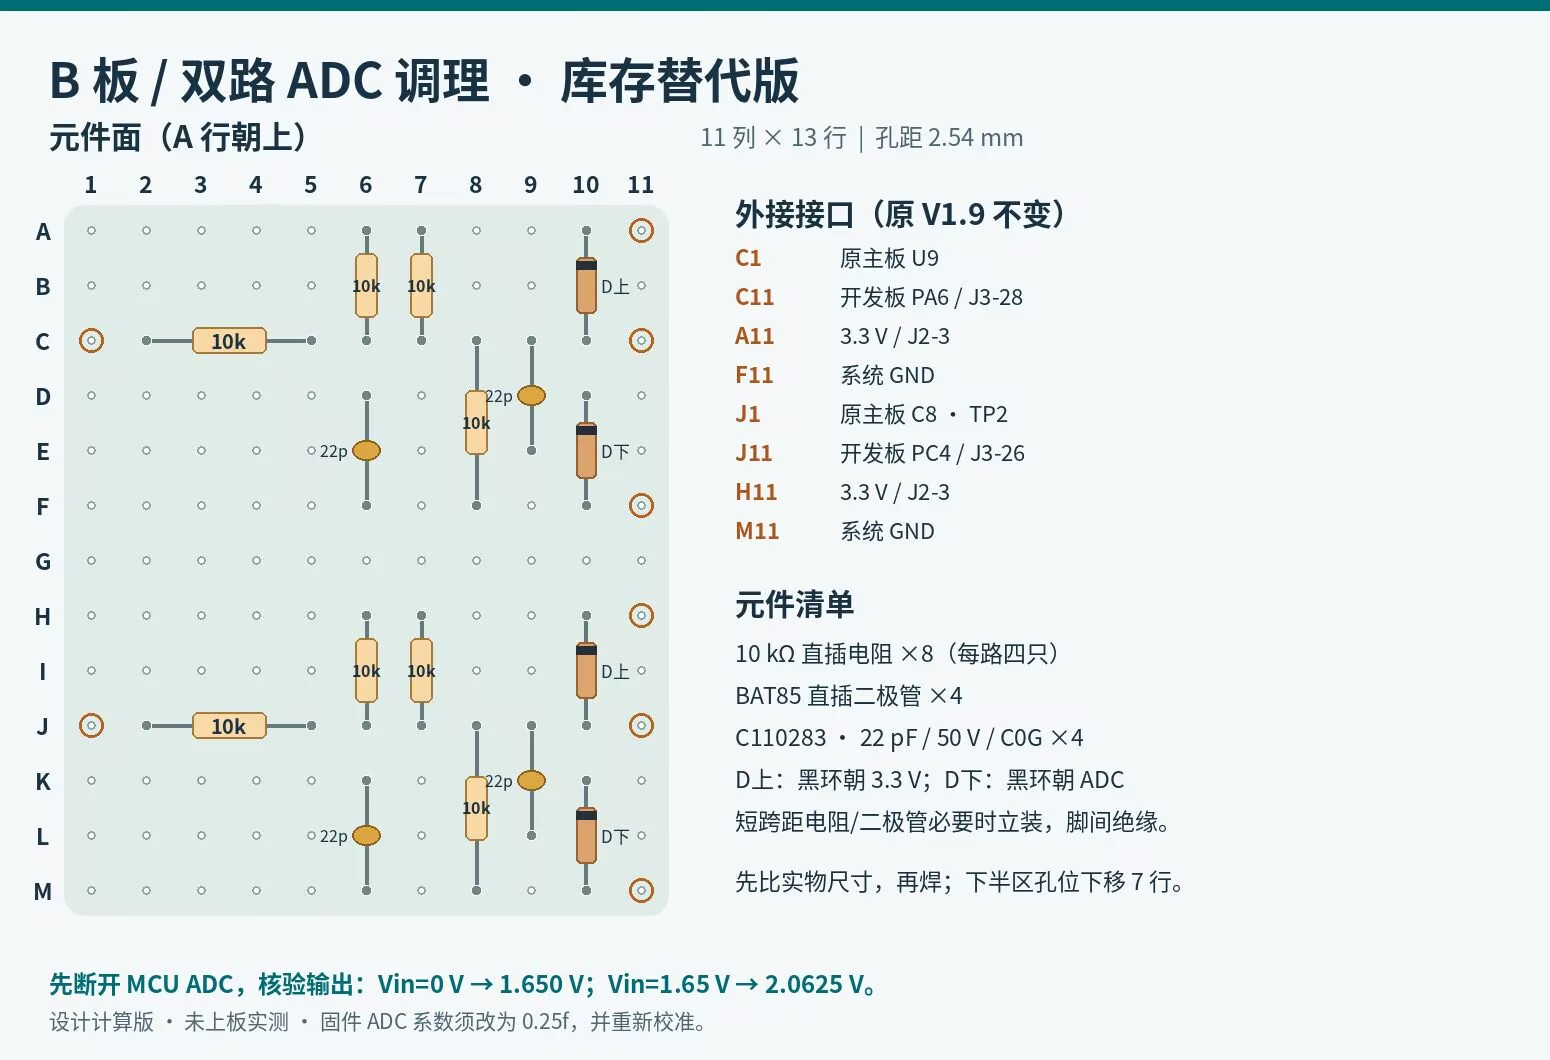 B 板 / 双路 ADC 调理 · 库存替代版
元件面（A 行朝上）
11 列 × 13 行 | 孔距 2.54 mm
1 2 3 4 5 6 7 8 9 10 11
A
B 10k 10k D上
C 10k
D 22p 10k
E 22p D下
F
G
H
I 10k 10k D上
J 10k
K 22p 10k
L 22p D下
M
外接接口（原 V1.9 不变）
C1 原主板 U9
C11 开发板 PA6 / J3-28
A11 3.3 V / J2-3
F11 系统 GND
J1 原主板 C8 · TP2
J11 开发板 PC4 / J3-26
H11 3.3 V / J2-3
M11 系统 GND
元件清单
10 kΩ 直插电阻 ×8（每路四只）
BAT85 直插二极管 ×4
C110283 · 22 pF / 50 V / C0G ×4
D上：黑环朝 3.3 V；D下：黑环朝 ADC
短跨距电阻/二极管必要时立装，脚间绝缘。
先比实物尺寸，再焊；下半区孔位下移 7 行。
先断开 MCU ADC，核验输出：Vin=0 V → 1.650 V；Vin=1.65 V → 2.0625 V。
设计计算版 · 未上板实测 · 固件 ADC 系数须改为 0.25f，并重新校准。